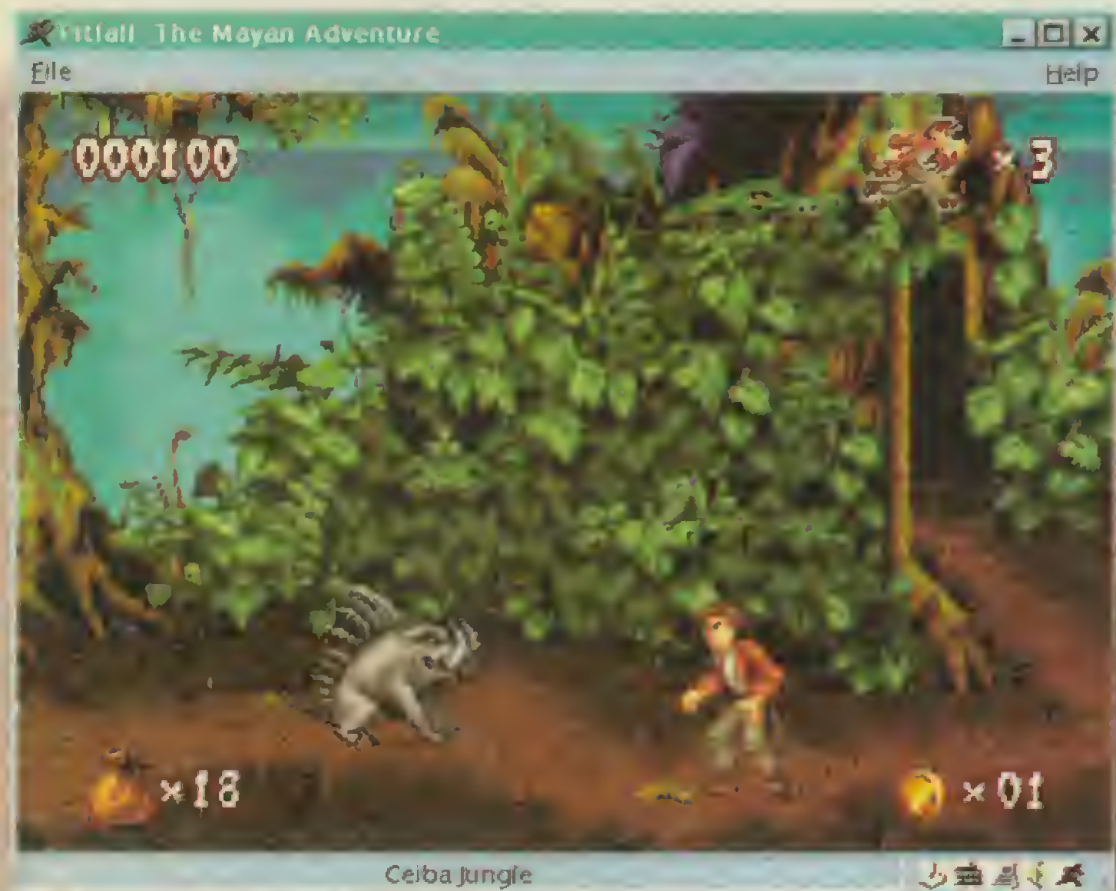 Pitfall The Mayan Adventure
File Help
000100 × 3
×18 ×01
Ceiba Jungle